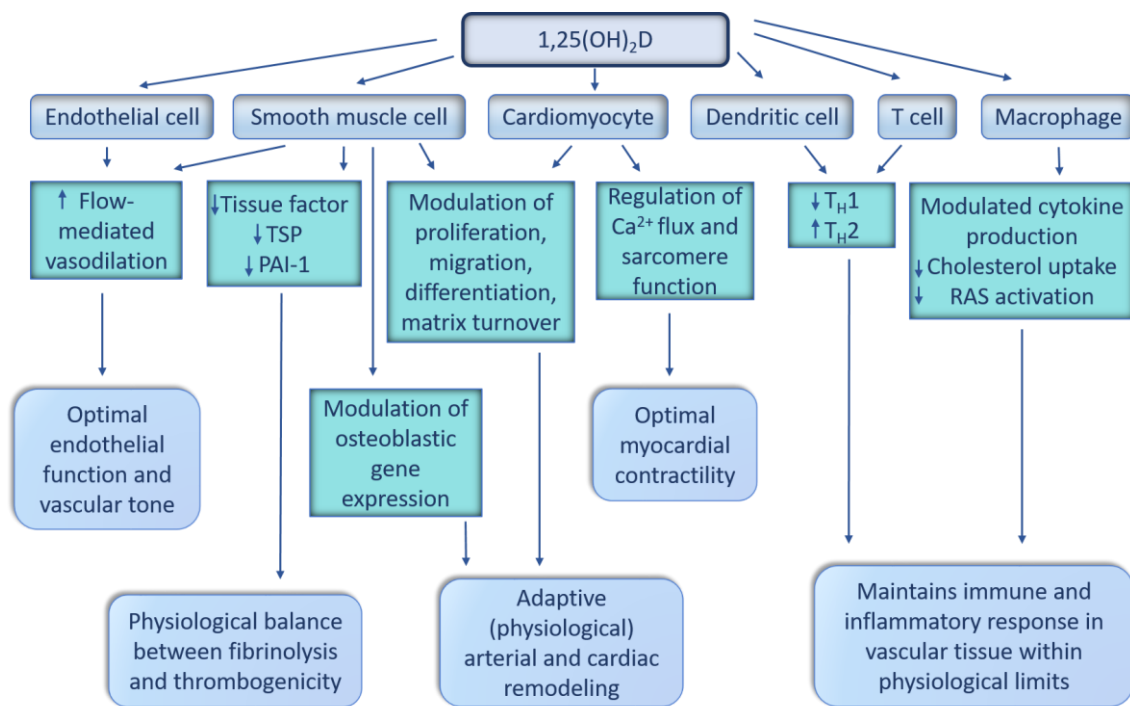 1,25(OH)₂D
Endothelial cell
Smooth muscle cell
Cardiomyocyte
Dendritic cell
T cell
Macrophage
↑ Flow-
mediated
vasodilation
↓Tissue factor
↓ TSP
↓ PAI-1
Modulation of
proliferation,
migration,
differentiation,
matrix turnover
Regulation of
Ca²⁺ flux and
sarcomere
function
↓ T_H1
↑ T_H2
Modulated cytokine
production
↓ Cholesterol uptake
↓ RAS activation
Optimal
endothelial
function and
vascular tone
Modulation of
osteoblastic
gene
expression
Optimal
myocardial
contractility
Physiological balance
between fibrinolysis
and thrombogenicity
Adaptive
(physiological)
arterial and cardiac
remodeling
Maintains immune and
inflammatory response in
vascular tissue within
physiological limits